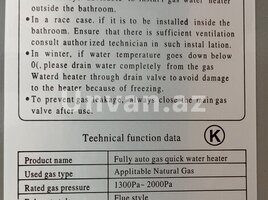 outside the bathroom.
•In a race case. if it is to be installed inside the
bathroom. Ensure that there is sufficient ventilation
consult authorized technician in such instal lation.
•In winter, if water temperature goes down below
0(, please drain water completely from the gas
Waterd heater through drain valve to avoid damage
to the heater because of freezing.
•To prevent gas leakage, always close the main gas
valve after use.
Unvan.az
Technical function data
K
Product name Fully auto gas quick water heater
Used gas type Applitable Natural Gas
Rated gas pressure 1300Pa~ 2000Pa
Flue style